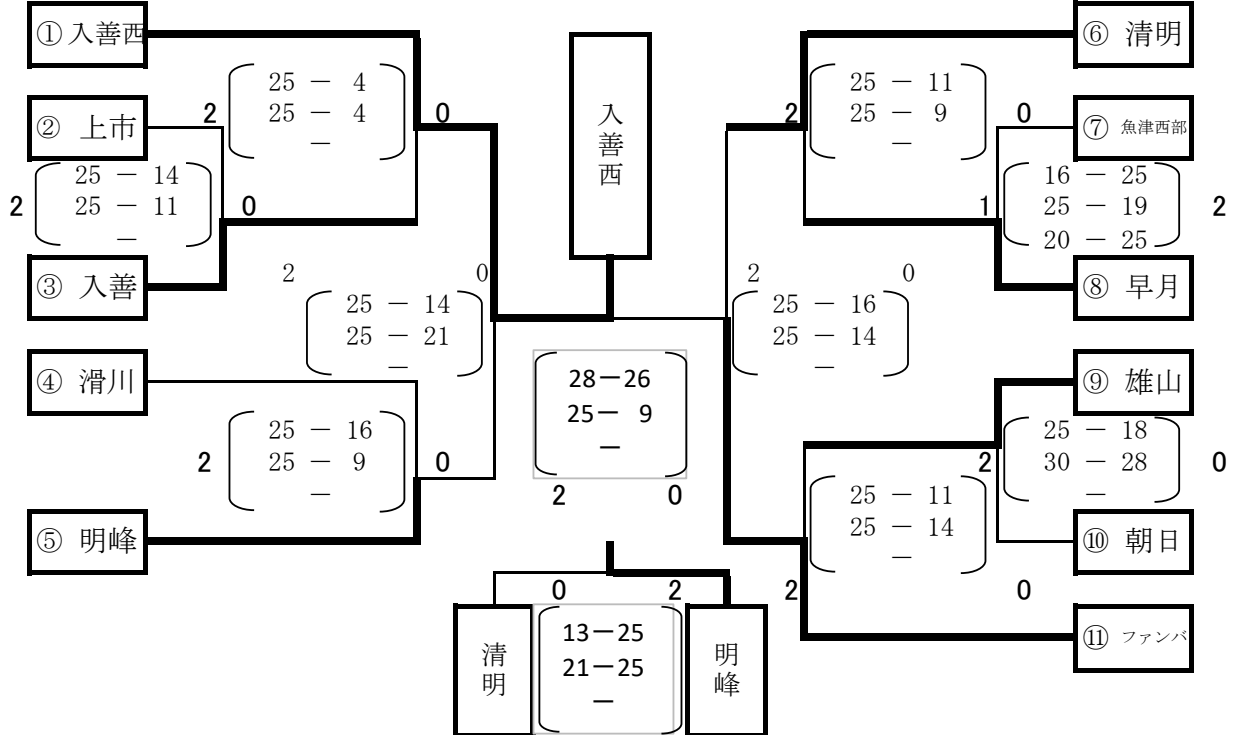 ① 入善西
⑥ 清明
25 － 4
25 － 4
－
2
0
25 － 11
25 － 9
－
2
0
② 上市
入善西
⑦ 魚津西部
25 － 14
25 － 11
－
2
0
16 － 25
25 － 19
20 － 25
1
2
③ 入善
⑧ 早月
2
0
25 － 14
25 － 21
－
2
0
25 － 16
25 － 14
－
④ 滑川
28－26
25－ 9
－
2
0
⑨ 雄山
25 － 16
25 － 9
－
2
0
25 － 18
30 － 28
－
2
0
⑤ 明峰
25 － 11
25 － 14
－
2
0
⑩ 朝日
0
2
清明
13－25
21－25
－
明峰
⑪ ファンバ